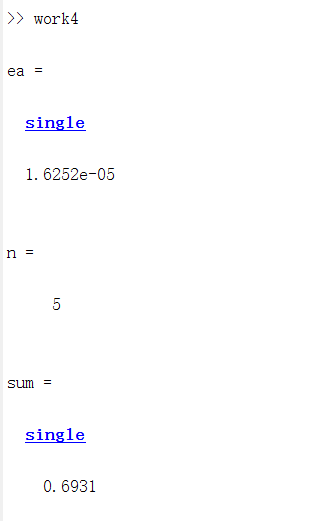 >> work4
ea =
single
1.6252e-05
n =
5
sum =
single
0.6931